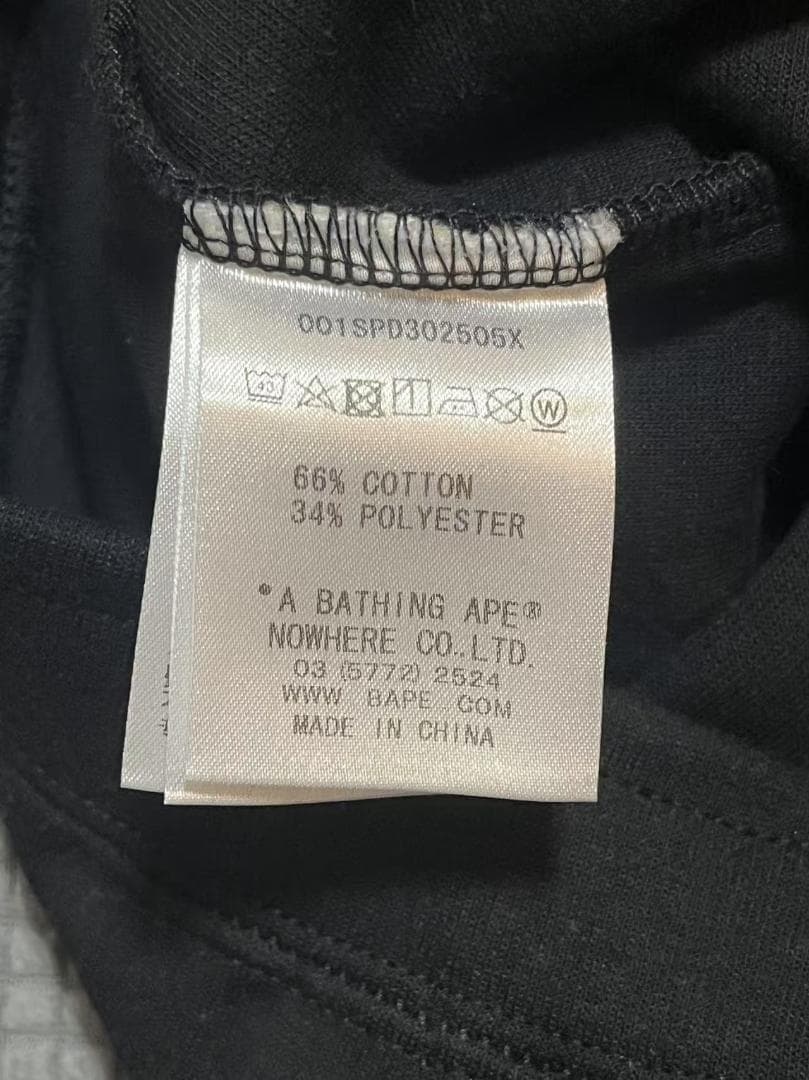 001SPD302505X
40
W
66% COTTON
34% POLYESTER
*A BATHING APE®
NOWHERE CO.,LTD.
03 (5772) 2524
WWW BAPE COM
MADE IN CHINA